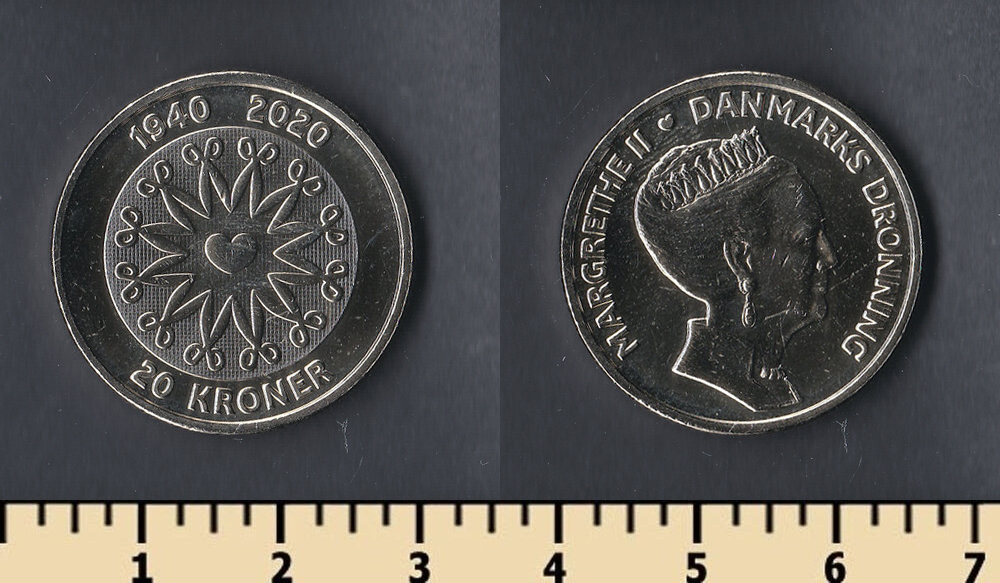 1940 2020
20 KRONER
MARGRETHE II DANMARKS DRONNING
1 2 3 4 5 6 7